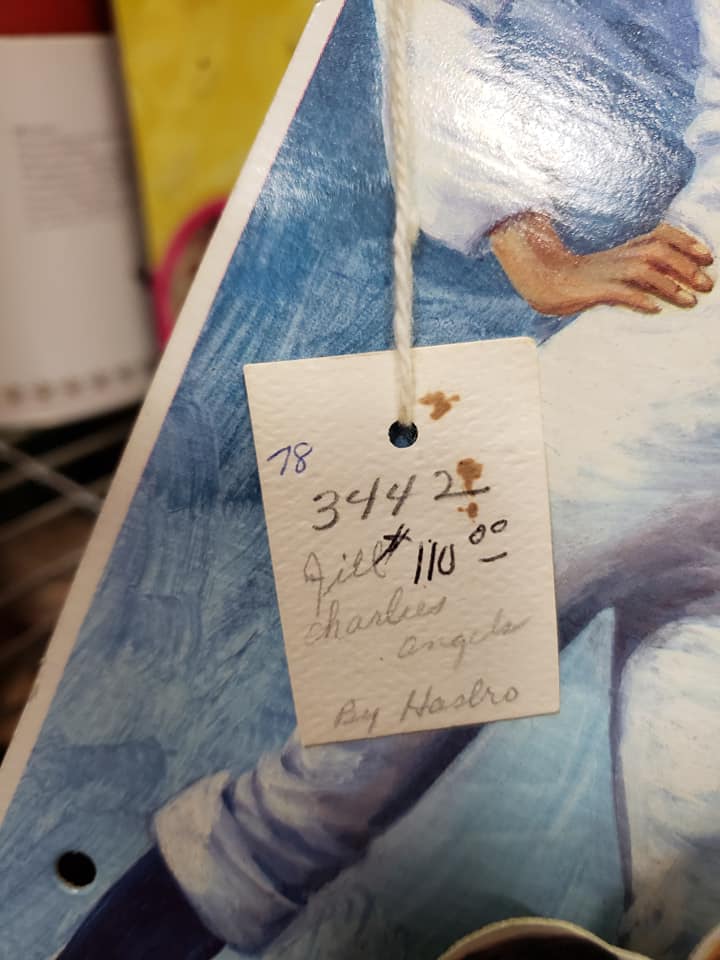 78
3442
Jill # 110 00
charlies
angels
By Hasbro